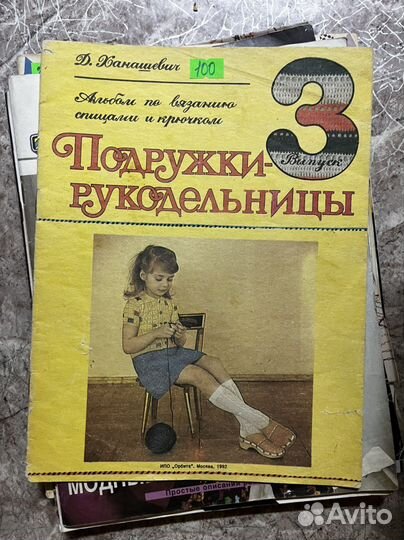 Д. Ханашевич
100
Альбом по вязанию
спицами и крючком
3
Выпуск
Подружки-
рукодельницы
ИПО „Орбита". Москва, 1992
Простые описания
Avito